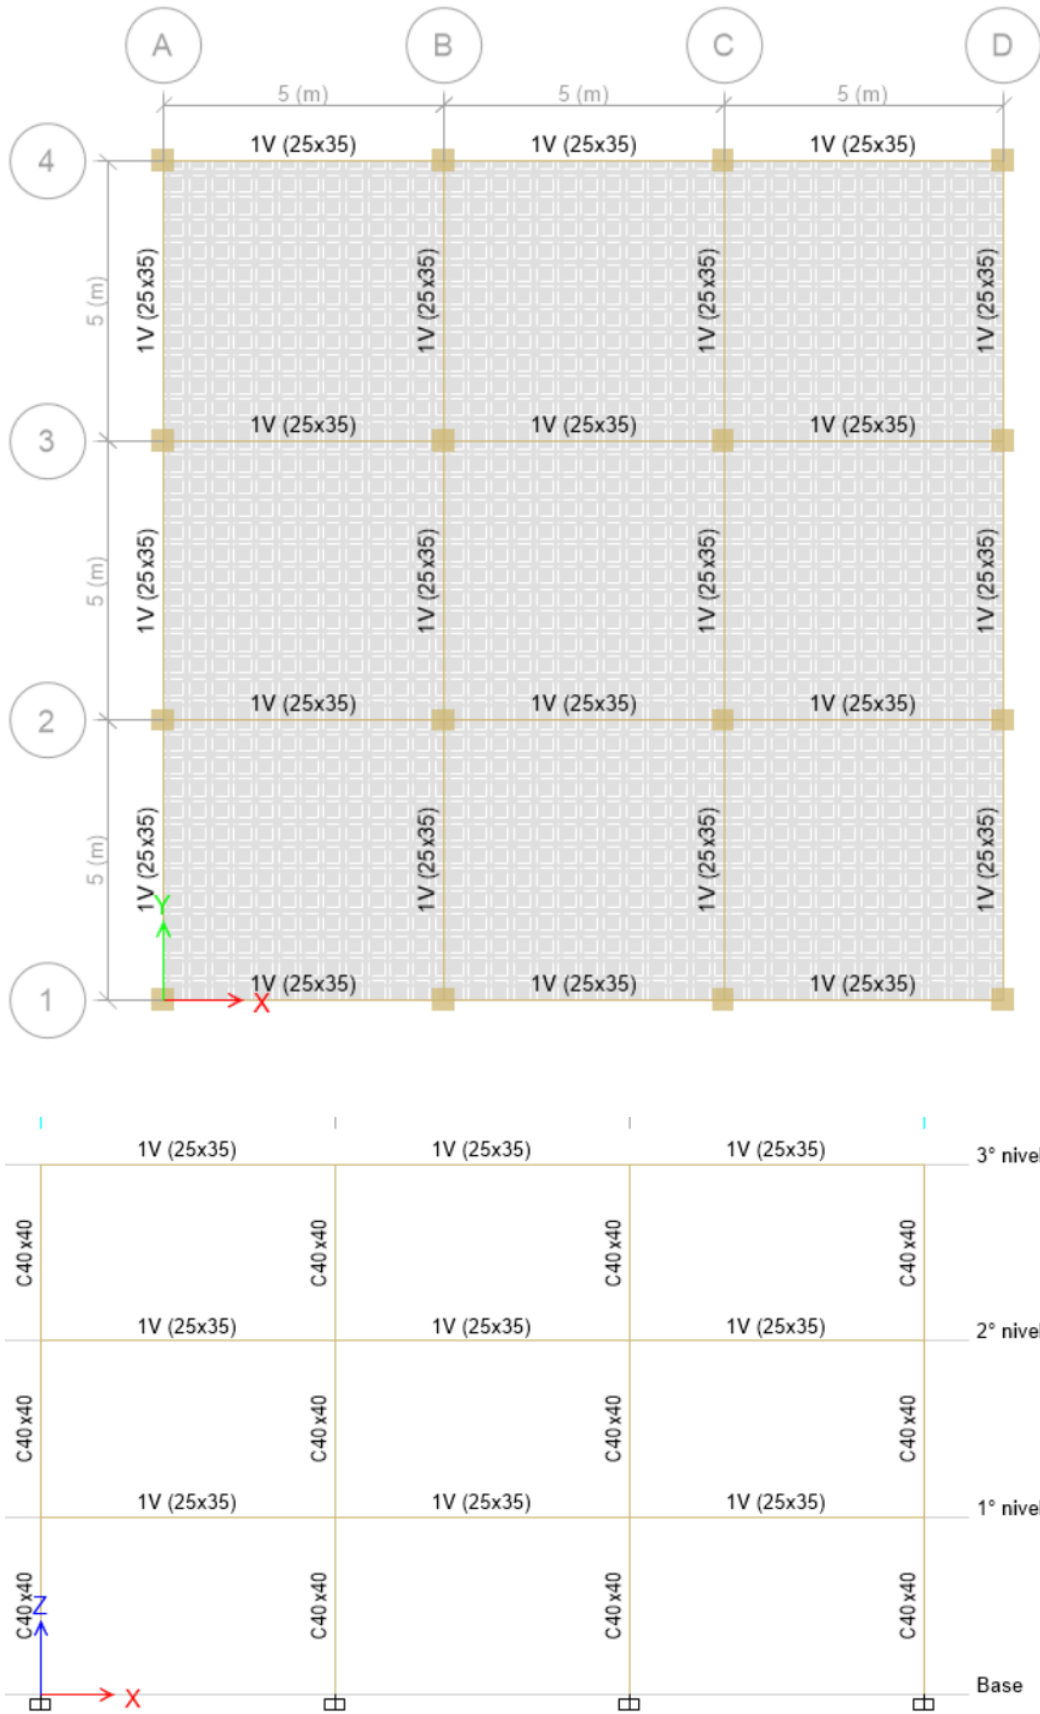 A B C D
5 (m) 5 (m) 5 (m)
1V (25x35) 1V (25x35) 1V (25x35)
4
5 (m)
1V (25x35) 1V (25x35) 1V (25x35) 1V (25x35)
1V (25x35) 1V (25x35) 1V (25x35)
3
5 (m)
1V (25x35) 1V (25x35) 1V (25x35) 1V (25x35)
1V (25x35) 1V (25x35) 1V (25x35)
2
5 (m)
1V (25x35) 1V (25x35) 1V (25x35) 1V (25x35)
Y
1V (25x35) 1V (25x35) 1V (25x35)
1
X
1V (25x35) 1V (25x35) 1V (25x35) 3° nivel
C40x40 C40x40 C40x40 C40x40
1V (25x35) 1V (25x35) 1V (25x35) 2° nivel
C40x40 C40x40 C40x40 C40x40
1V (25x35) 1V (25x35) 1V (25x35) 1° nivel
C40x40 C40x40 C40x40 C40x40
Z
X
Base